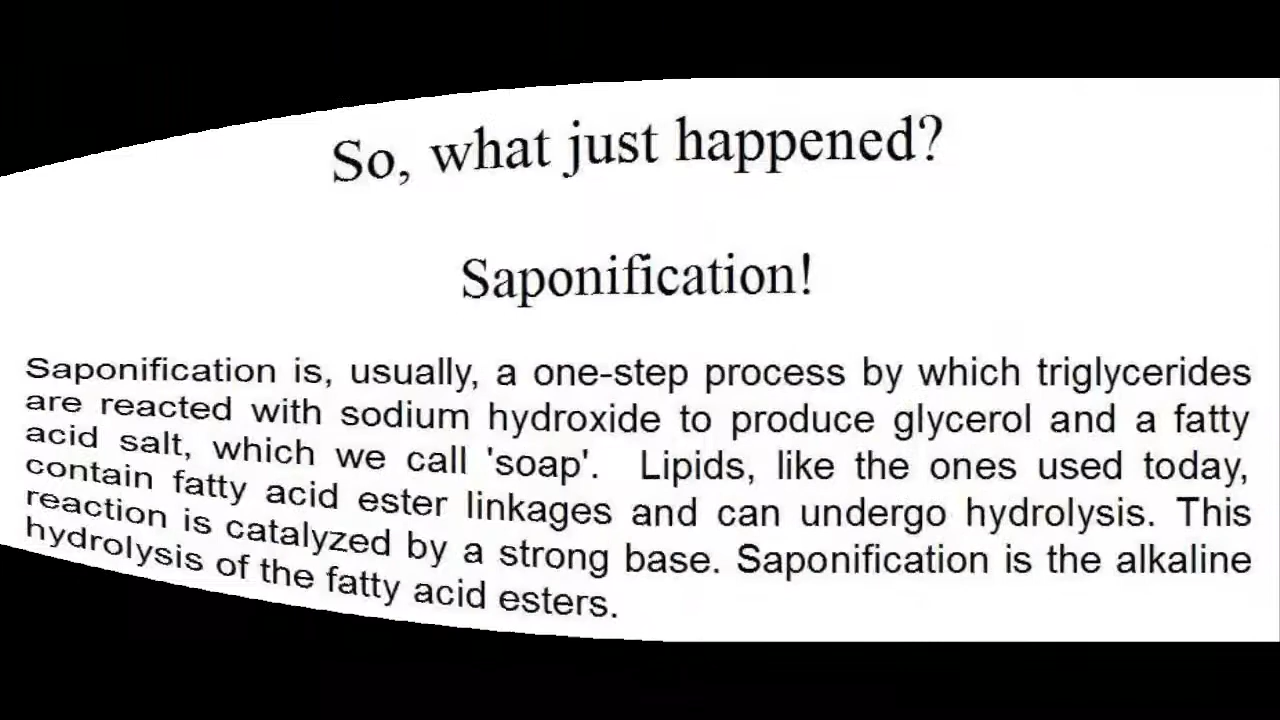 So, what just happened?
Saponification!
Saponification is, usually, a one-step process by which triglycerides
are reacted with sodium hydroxide to produce glycerol and a fatty
acid salt, which we call 'soap'. Lipids, like the ones used today,
contain fatty acid ester linkages and can undergo hydrolysis. This
reaction is catalyzed by a strong base. Saponification is the alkaline
hydrolysis of the fatty acid esters.